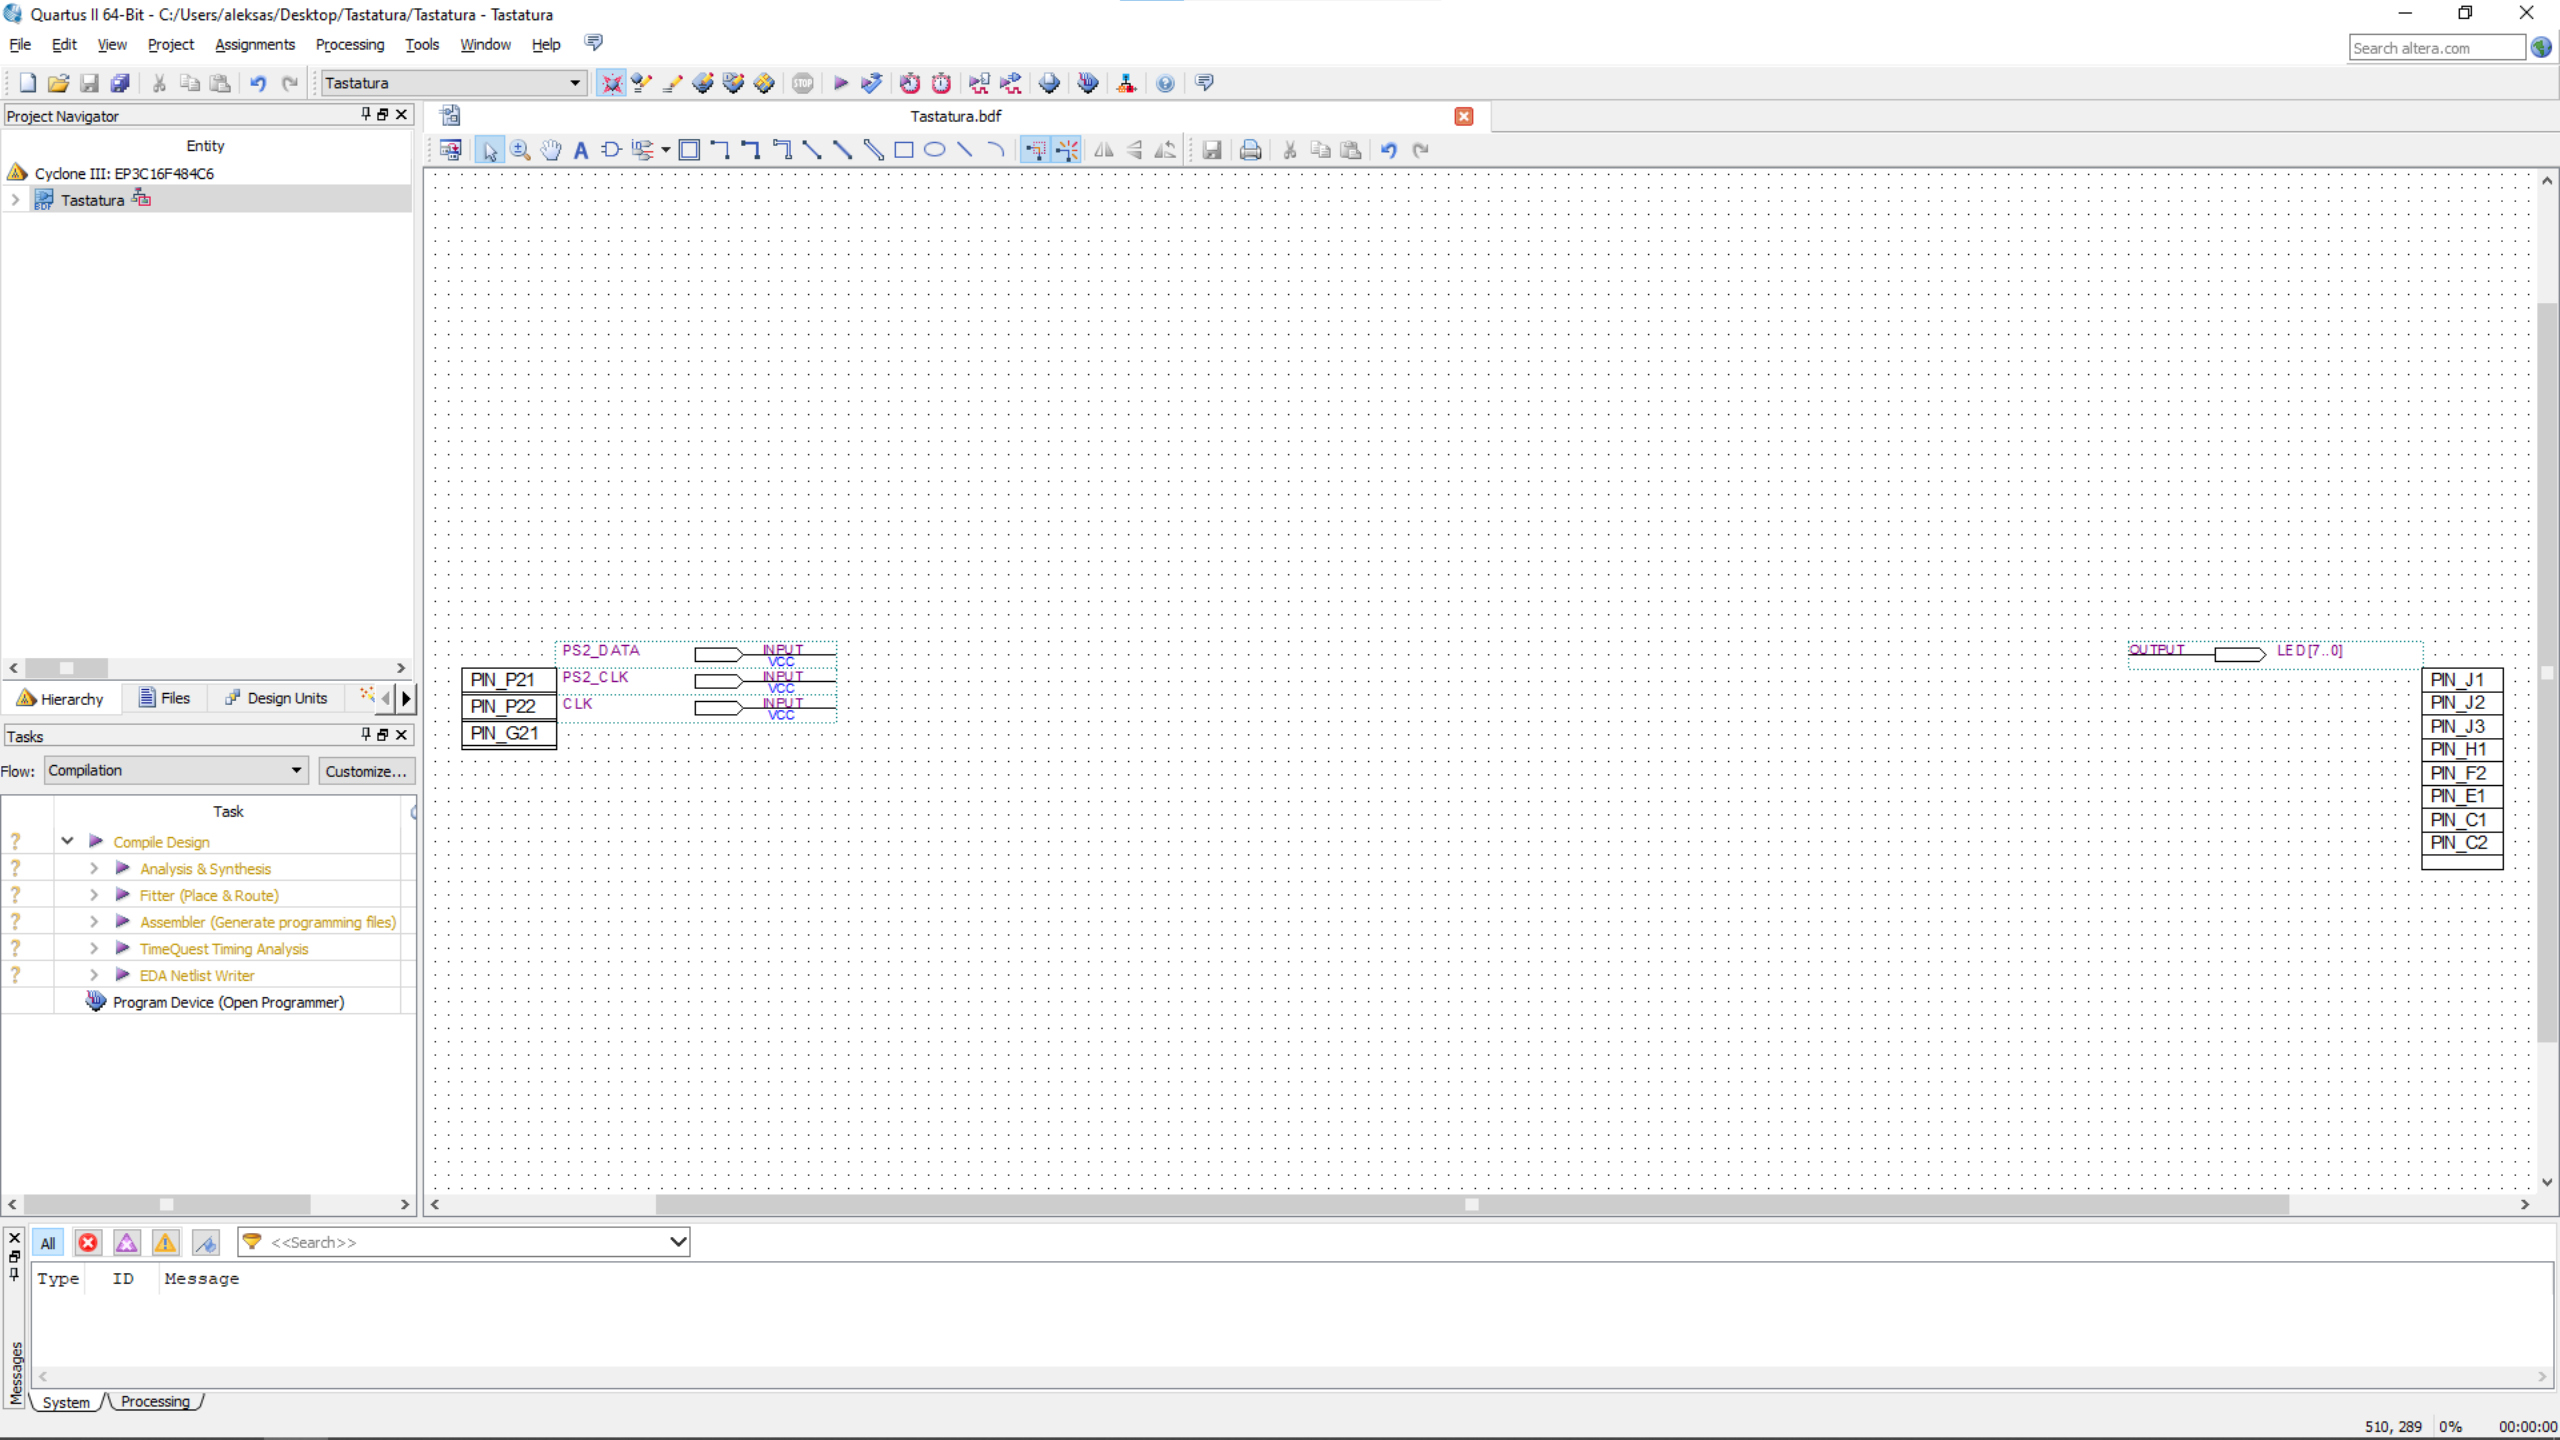 Quartus II 64-Bit - C:/Users/aleksas/Desktop/Tastatura/Tastatura - Tastatura
File Edit View Project Assignments Processing Tools Window Help
Search altera.com
Tastatura
STOP
Project Navigator
Tastatura.bdf
Entity
Cyclone III: EP3C16F484C6
BDF Tastatura
PS2_DATA INPUT VCC
OUTPUT LED[7..0]
PIN_P21 PS2_CLK INPUT VCC
PIN_P22 CLK INPUT VCC
PIN_G21
PIN_J1
PIN_J2
PIN_J3
PIN_H1
PIN_F2
PIN_E1
PIN_C1
PIN_C2
Hierarchy Files Design Units
Tasks
Flow: Compilation Customize...
Task
? Compile Design
? Analysis & Synthesis
? Fitter (Place & Route)
? Assembler (Generate programming files)
? TimeQuest Timing Analysis
? EDA Netlist Writer
Program Device (Open Programmer)
All <<Search>>
Type ID Message
Messages
System Processing
510, 289 0% 00:00:00